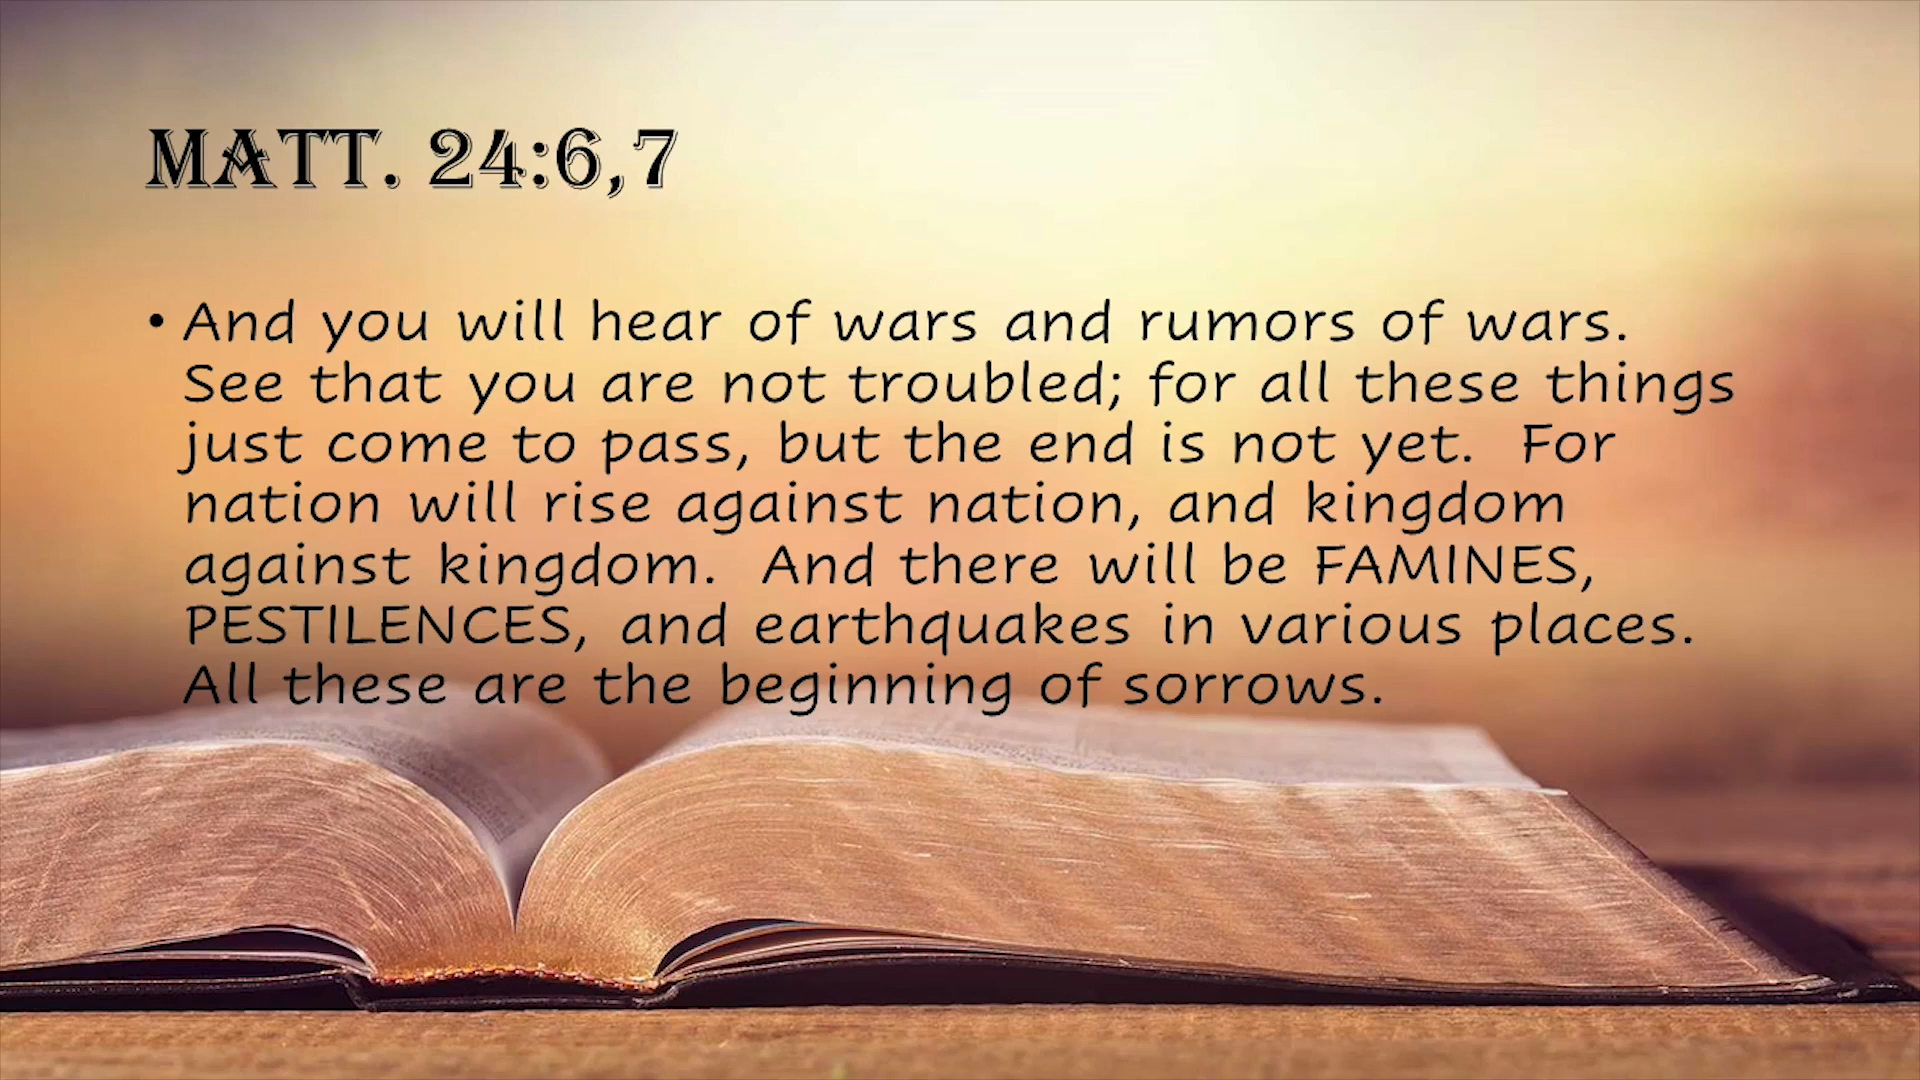 MATT. 24:6,7
• And you will hear of wars and rumors of wars.
See that you are not troubled; for all these things
just come to pass, but the end is not yet.  For
nation will rise against nation, and kingdom
against kingdom.  And there will be FAMINES,
PESTILENCES, and earthquakes in various places.
All these are the beginning of sorrows.